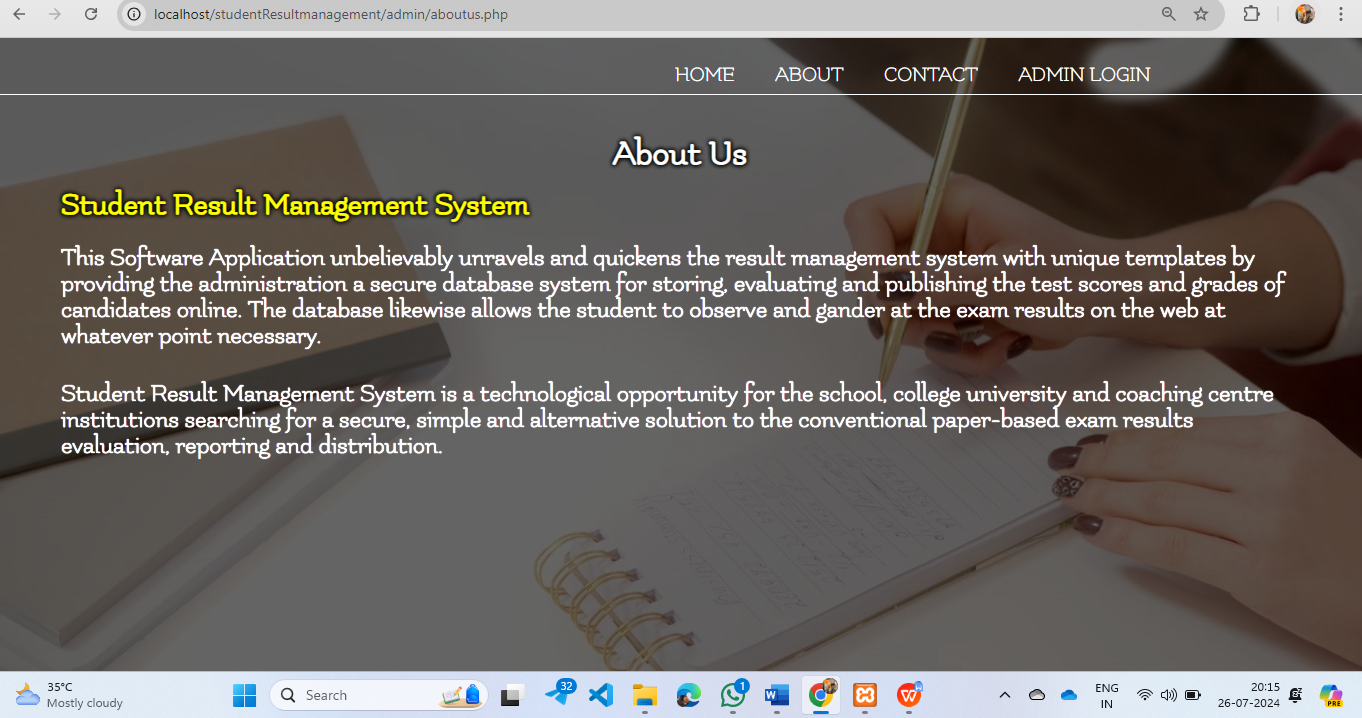 localhost/studentResultmanagement/admin/aboutus.php
HOME ABOUT CONTACT ADMIN LOGIN
About Us
Student Result Management System
This Software Application unbelievably unravels and quickens the result management system with unique templates by
providing the administration a secure database system for storing, evaluating and publishing the test scores and grades of
candidates online. The database likewise allows the student to observe and gander at the exam results on the web at
whatever point necessary.
Student Result Management System is a technological opportunity for the school, college university and coaching centre
institutions searching for a secure, simple and alternative solution to the conventional paper-based exam results
evaluation, reporting and distribution.
35°C
Mostly cloudy
Search
32
1
ENG
IN
20:15
26-07-2024
PRE